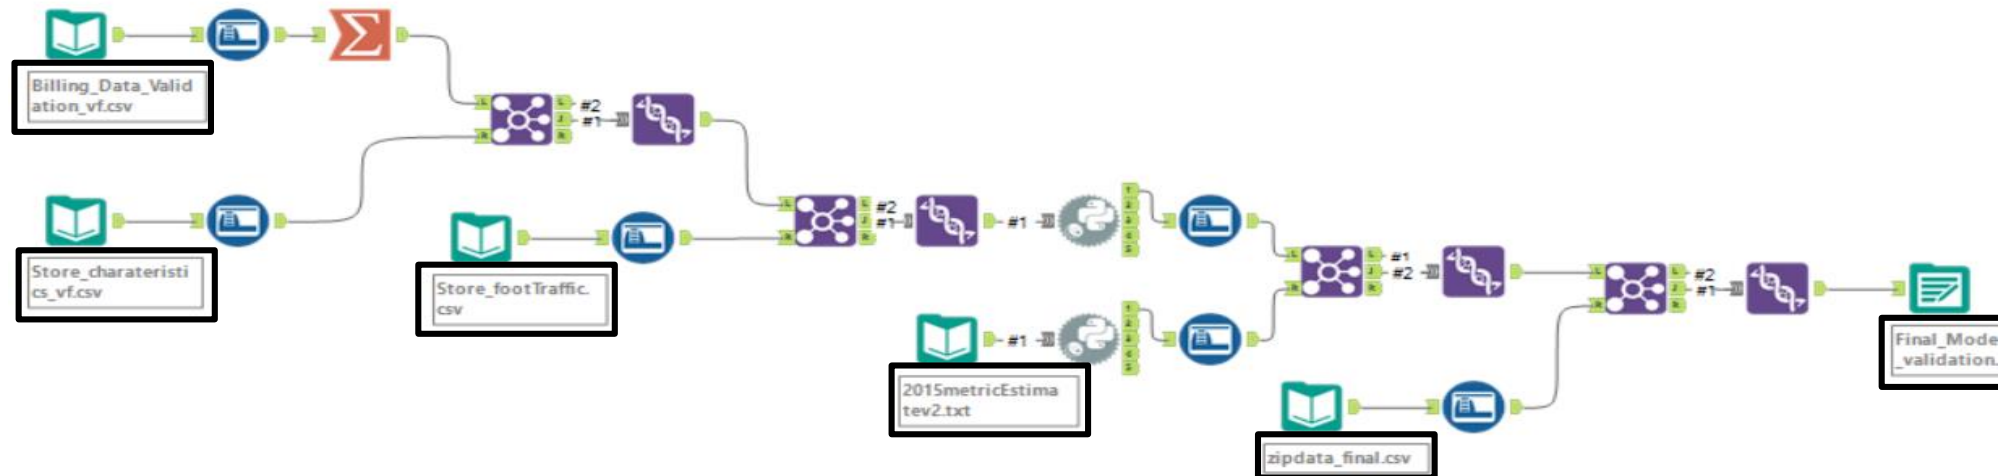 Billing_Data_Valid
ation_vf.csv
#2
#1
Store_charateristi
cs_vf.csv
Store_footTraffic.
csv
#2
#1
#1
2015metricEstima
tev2.txt
#1
#1
#2
zipdata_final.csv
#2
#1
Final_Mode
_validation.